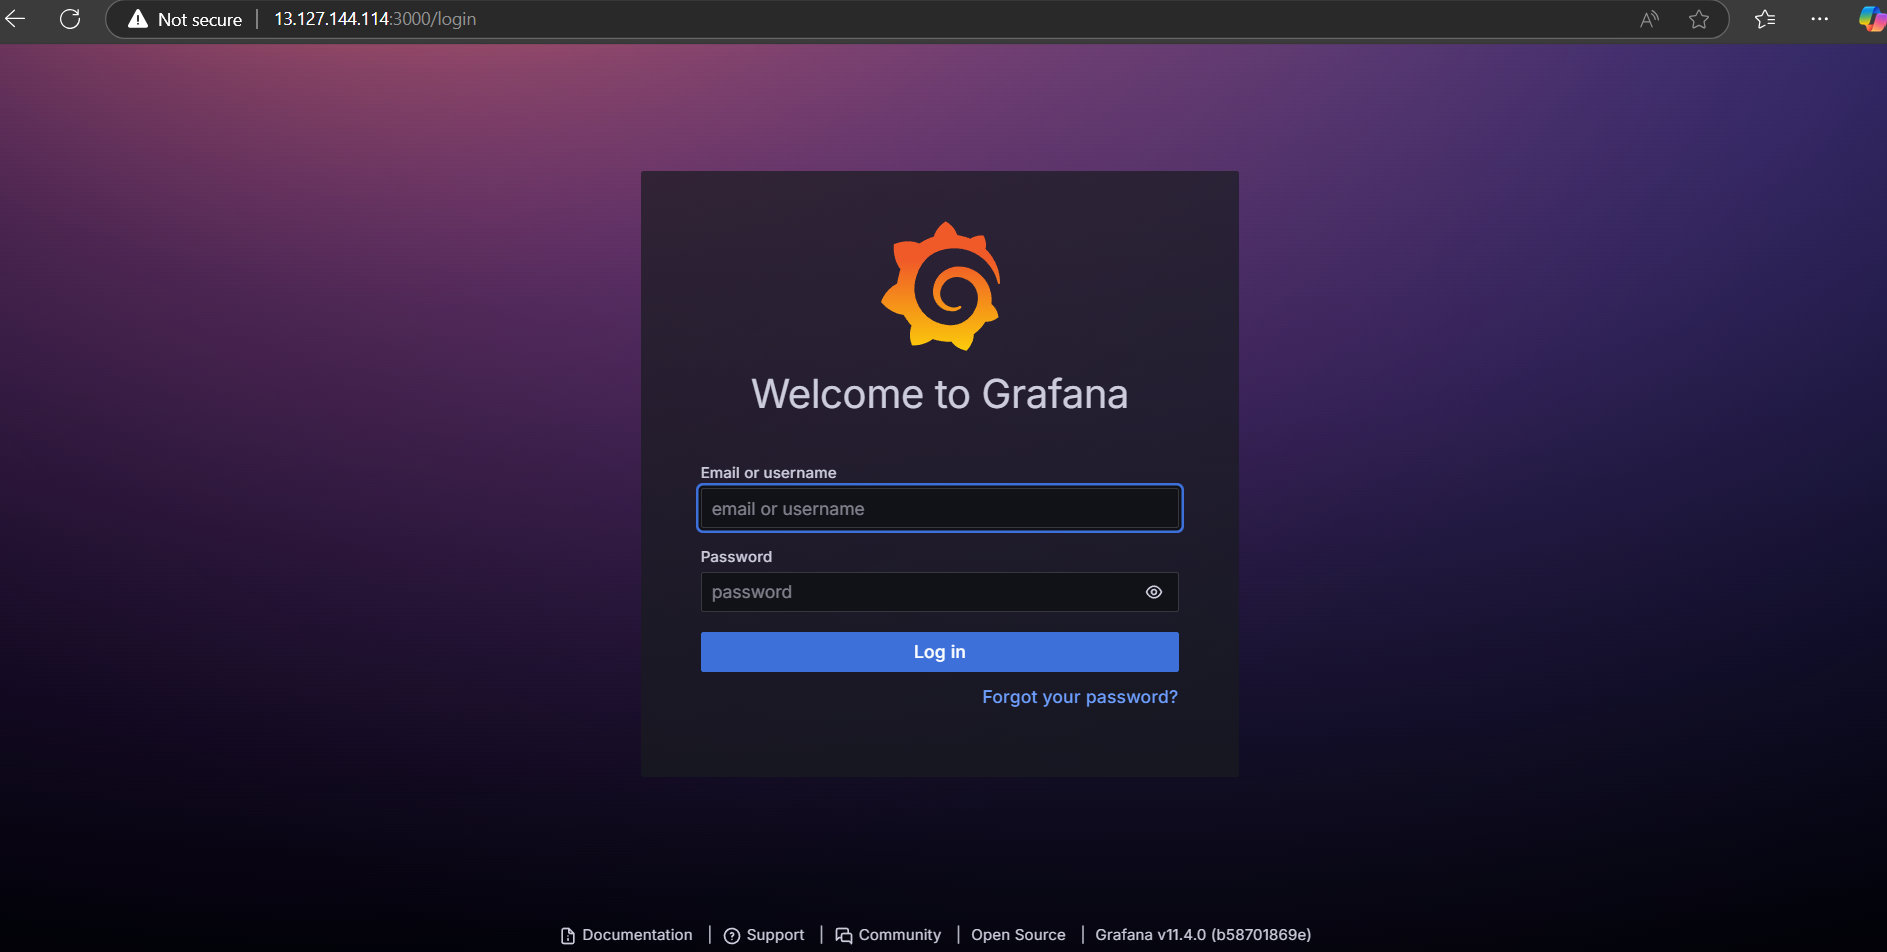 Not secure | 13.127.144.114:3000/login
Welcome to Grafana
Email or username
email or username
Password
password
Log in
Forgot your password?
Documentation | Support | Community | Open Source | Grafana v11.4.0 (b58701869e)